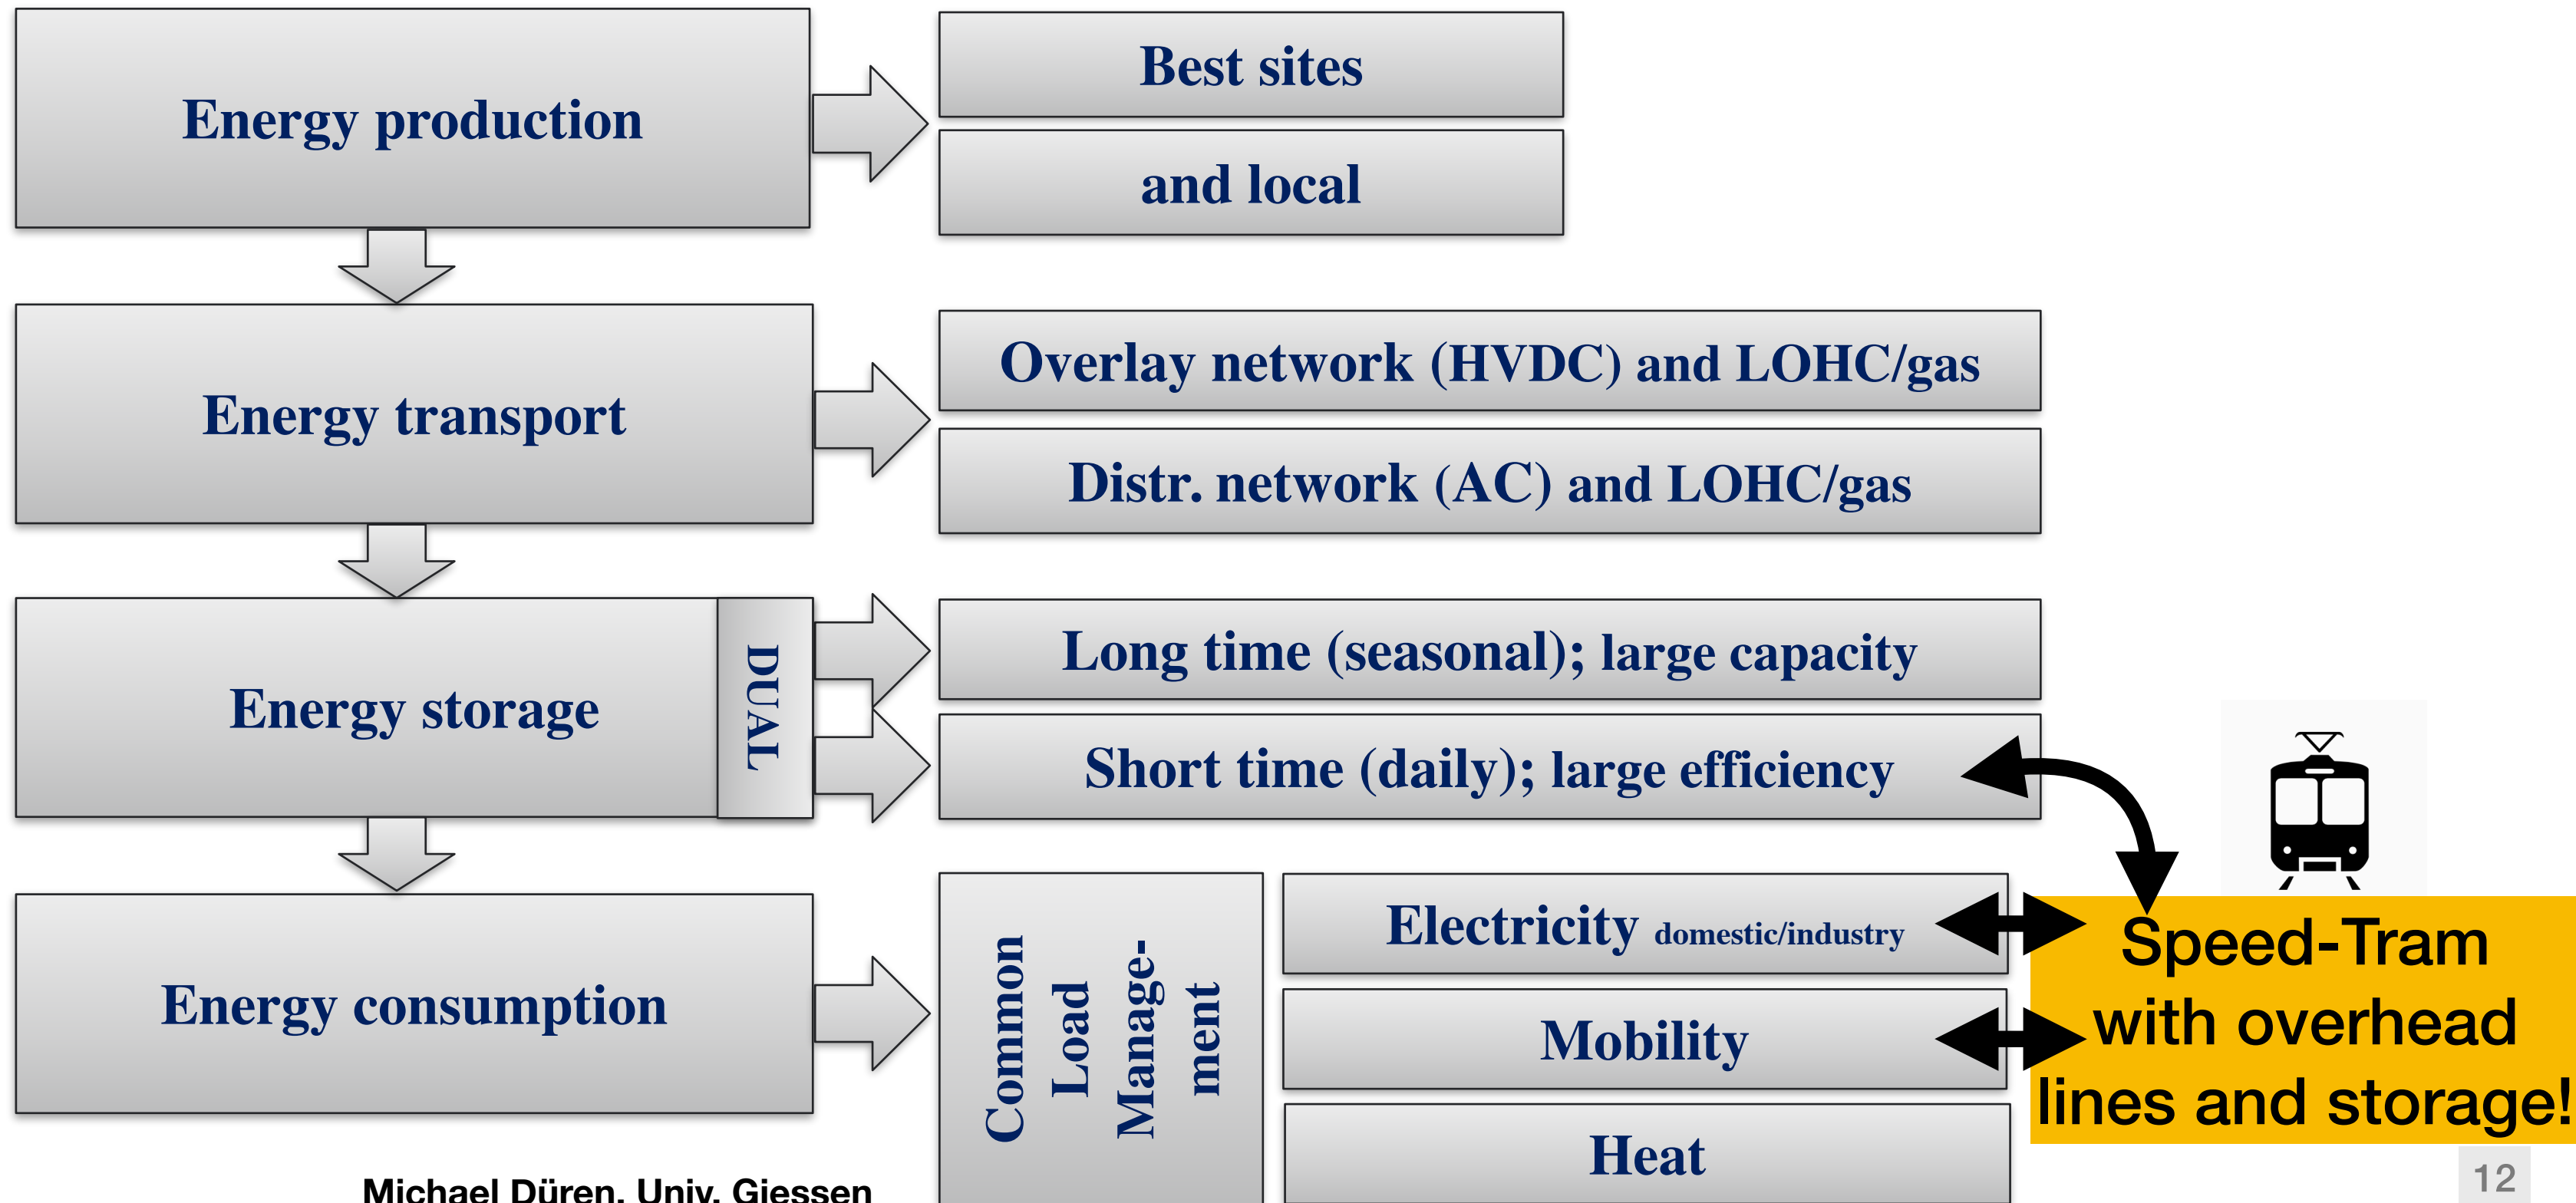 Energy production
Best sites
and local
Energy transport
Overlay network (HVDC) and LOHC/gas
Distr. network (AC) and LOHC/gas
Energy storage
DUAL
Long time (seasonal); large capacity
Short time (daily); large efficiency
Energy consumption
Common
Load
Manage-
ment
Electricity domestic/industry
Mobility
Heat
Speed-Tram
with overhead
lines and storage!
Michael Düren, Univ. Giessen
12